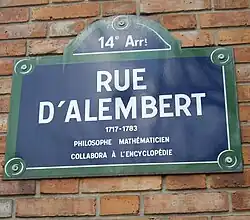 14e Arrt
RUE
D'ALEMBERT
1717-1783
PHILOSOPHE MATHÉMATICIEN
COLLABORA À L'ENCYCLOPÉDIE